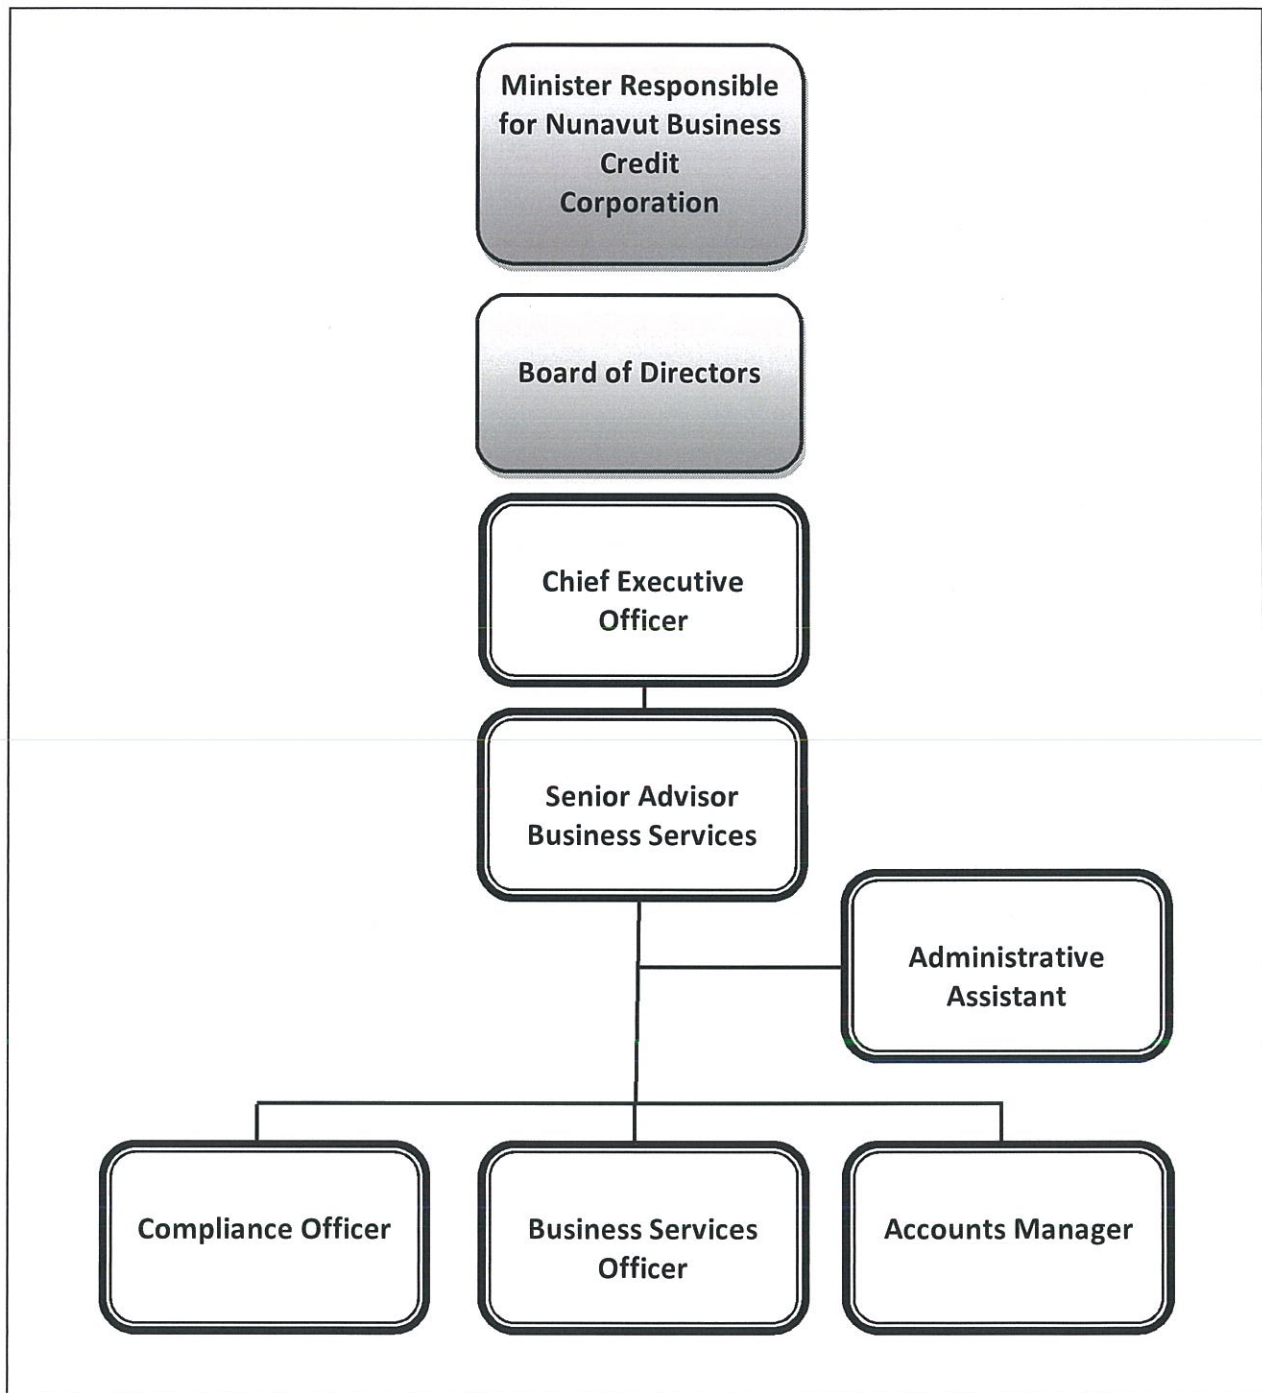 Minister Responsible
for Nunavut Business
Credit
Corporation
Board of Directors
Chief Executive
Officer
Senior Advisor
Business Services
Administrative
Assistant
Compliance Officer
Business Services
Officer
Accounts Manager